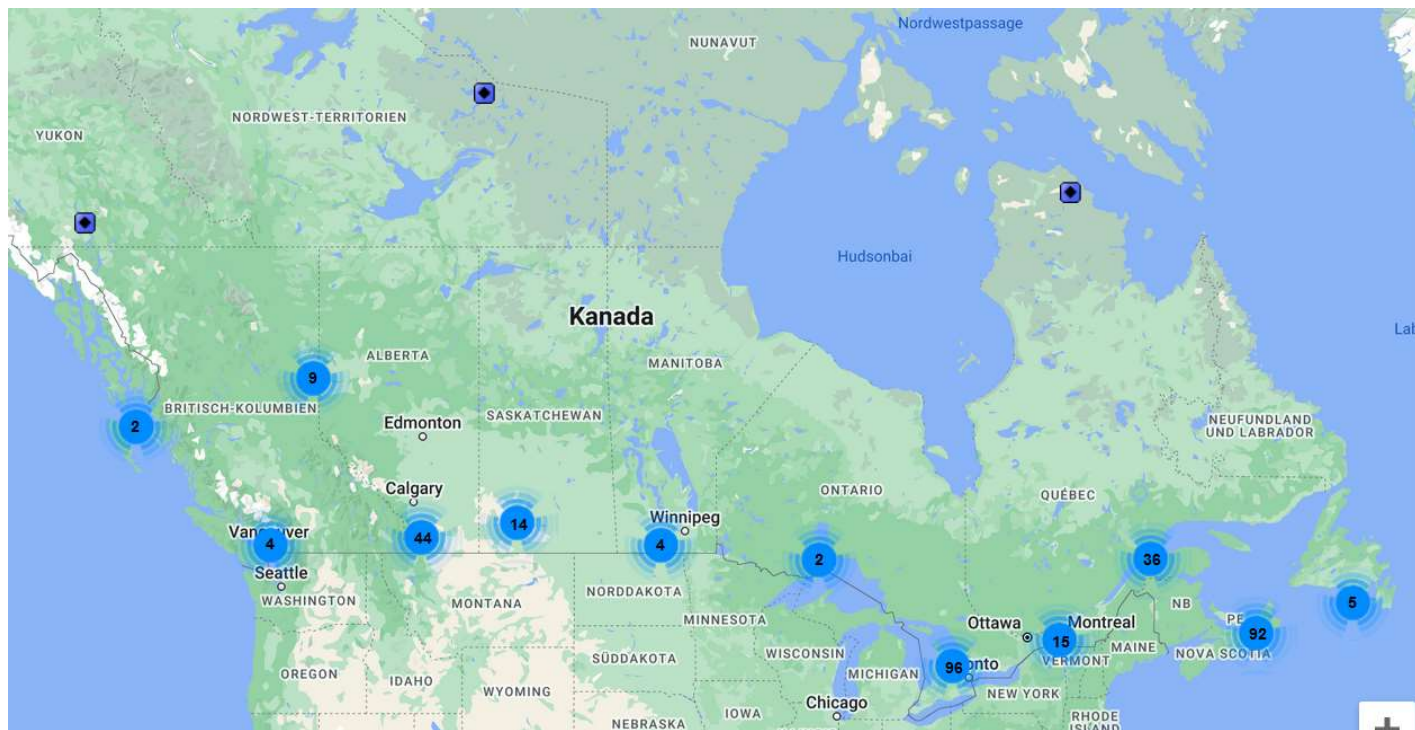 Nordwestpassage
NUNAVUT
NORDWEST-TERRITORIEN
YUKON
Hudsonbai
Kanada
Lab
ALBERTA
MANITOBA
9
BRITISCH-KOLUMBIEN
SASKATCHEWAN
Edmonton
NEUFUNDLAND
UND LABRADOR
2
Calgary
ONTARIO
QUÉBEC
Winnipeg
14
Vancouver
4
44
4
2
36
Seattle
WASHINGTON
MONTANA
NORDDAKOTA
NB
5
MINNESOTA
Ottawa
Montreal
PE
92
15
MAINE
NOVA SCOTIA
WISCONSIN
VERMONT
SÜDDAKOTA
96
OREGON
IDAHO
MICHIGAN
WYOMING
NEW YORK
Chicago
IOWA
NEBRASKA
RHODE
ISLAND
+